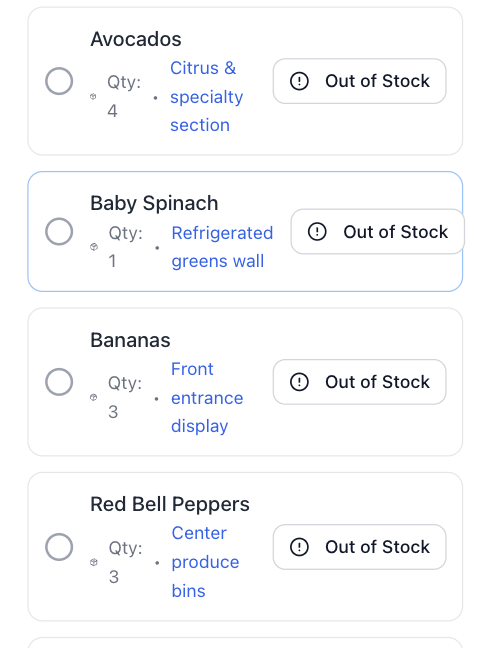 Avocados
Qty:
4
•
Citrus &
specialty
section
Out of Stock
Baby Spinach
Qty:
1
•
Refrigerated
greens wall
Out of Stock
Bananas
Qty:
3
•
Front
entrance
display
Out of Stock
Red Bell Peppers
Qty:
3
•
Center
produce
bins
Out of Stock